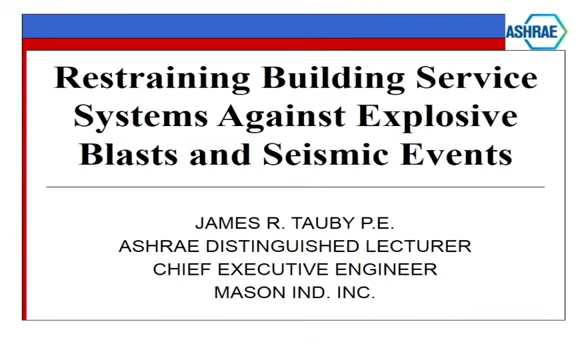 ASHRAE
Restraining Building Service
Systems Against Explosive
Blasts and Seismic Events
JAMES R. TAUBY P.E.
ASHRAE DISTINGUISHED LECTURER
CHIEF EXECUTIVE ENGINEER
MASON IND. INC.